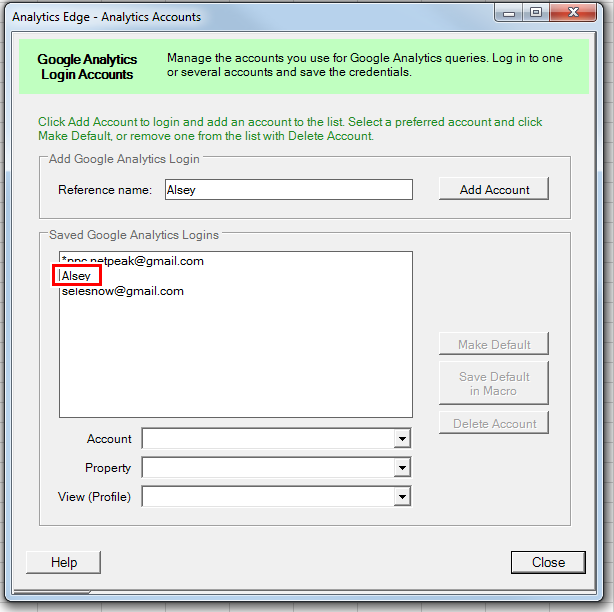 Analytics Edge - Analytics Accounts
Google Analytics
Login Accounts
Manage the accounts you use for Google Analytics queries. Log in to one
or several accounts and save the credentials.
Click Add Account to login and add an account to the list. Select a preferred account and click
Make Default, or remove one from the list with Delete Account.
Add Google Analytics Login
Reference name:
Alsey
Add Account
Saved Google Analytics Logins
*ppc.netpeak@gmail.com
Alsey
selesnow@gmail.com
Make Default
Save Default
in Macro
Delete Account
Account
Property
View (Profile)
Help
Close